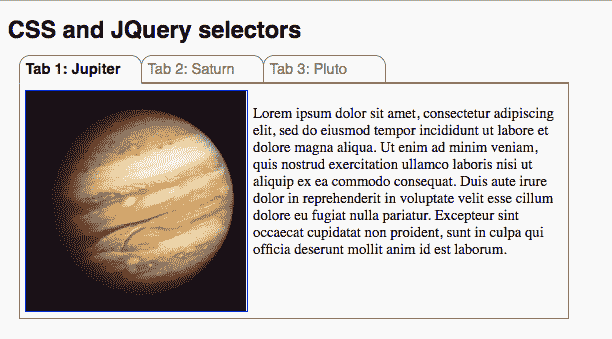 CSS and JQuery selectors
Tab 1: Jupiter Tab 2: Saturn Tab 3: Pluto
Lorem ipsum dolor sit amet, consectetur adipiscing
elit, sed do eiusmod tempor incididunt ut labore et
dolore magna aliqua. Ut enim ad minim veniam,
quis nostrud exercitation ullamco laboris nisi ut
aliquip ex ea commodo consequat. Duis aute irure
dolor in reprehenderit in voluptate velit esse cillum
dolore eu fugiat nulla pariatur. Excepteur sint
occaecat cupidatat non proident, sunt in culpa qui
officia deserunt mollit anim id est laborum.